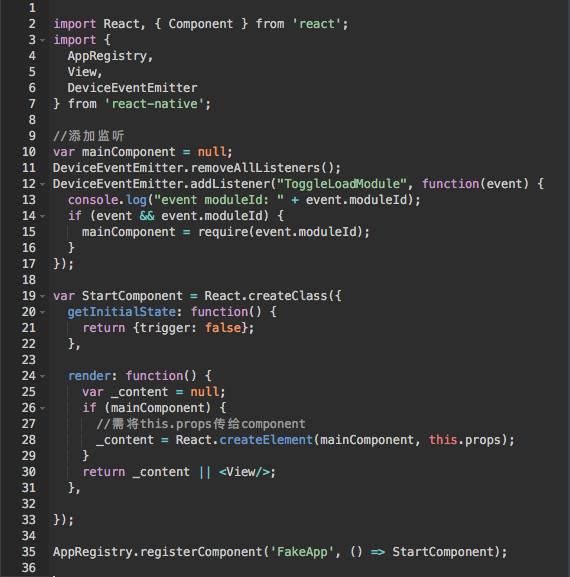 1
2 import React, { Component } from 'react';
3 import {
4   AppRegistry,
5   View,
6   DeviceEventEmitter
7 } from 'react-native';
8
9 //添加监听
10 var mainComponent = null;
11 DeviceEventEmitter.removeAllListeners();
12 DeviceEventEmitter.addListener("ToggleLoadModule", function(event) {
13   console.log("event moduleId: " + event.moduleId);
14   if (event && event.moduleId) {
15     mainComponent = require(event.moduleId);
16   }
17 });
18
19 var StartComponent = React.createClass({
20   getInitialState: function() {
21     return {trigger: false};
22   },
23
24   render: function() {
25     var _content = null;
26     if (mainComponent) {
27       //需将this.props传给component
28       _content = React.createElement(mainComponent, this.props);
29     }
30     return _content || <View/>;
31   },
32
33 });
34
35 AppRegistry.registerComponent('FakeApp', () => StartComponent);
36